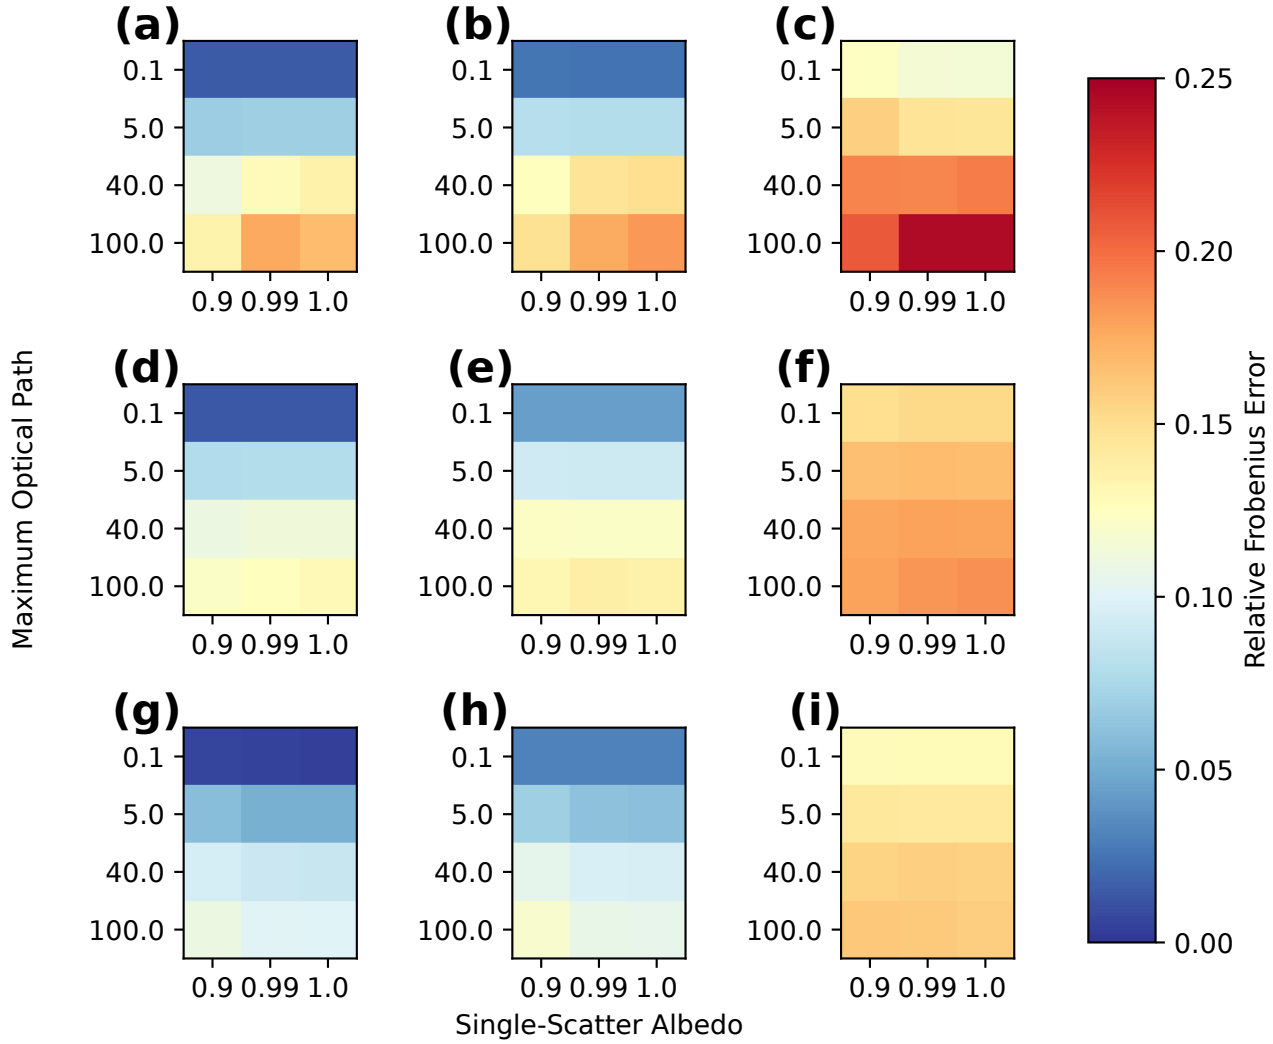 (a) (b) (c)
0.1 0.1 0.1 0.25
5.0 5.0 5.0
40.0 40.0 40.0
100.0 100.0 100.0 0.20
0.9 0.99 1.0 0.9 0.99 1.0 0.9 0.99 1.0
(d) (e) (f)
0.1 0.1 0.1 0.15
5.0 5.0 5.0
40.0 40.0 40.0
100.0 100.0 100.0 0.10
0.9 0.99 1.0 0.9 0.99 1.0 0.9 0.99 1.0
(g) (h) (i)
0.1 0.1 0.1 0.05
5.0 5.0 5.0
40.0 40.0 40.0
100.0 100.0 100.0 0.00
0.9 0.99 1.0 0.9 0.99 1.0 0.9 0.99 1.0
Maximum Optical Path
Single-Scatter Albedo
Relative Frobenius Error